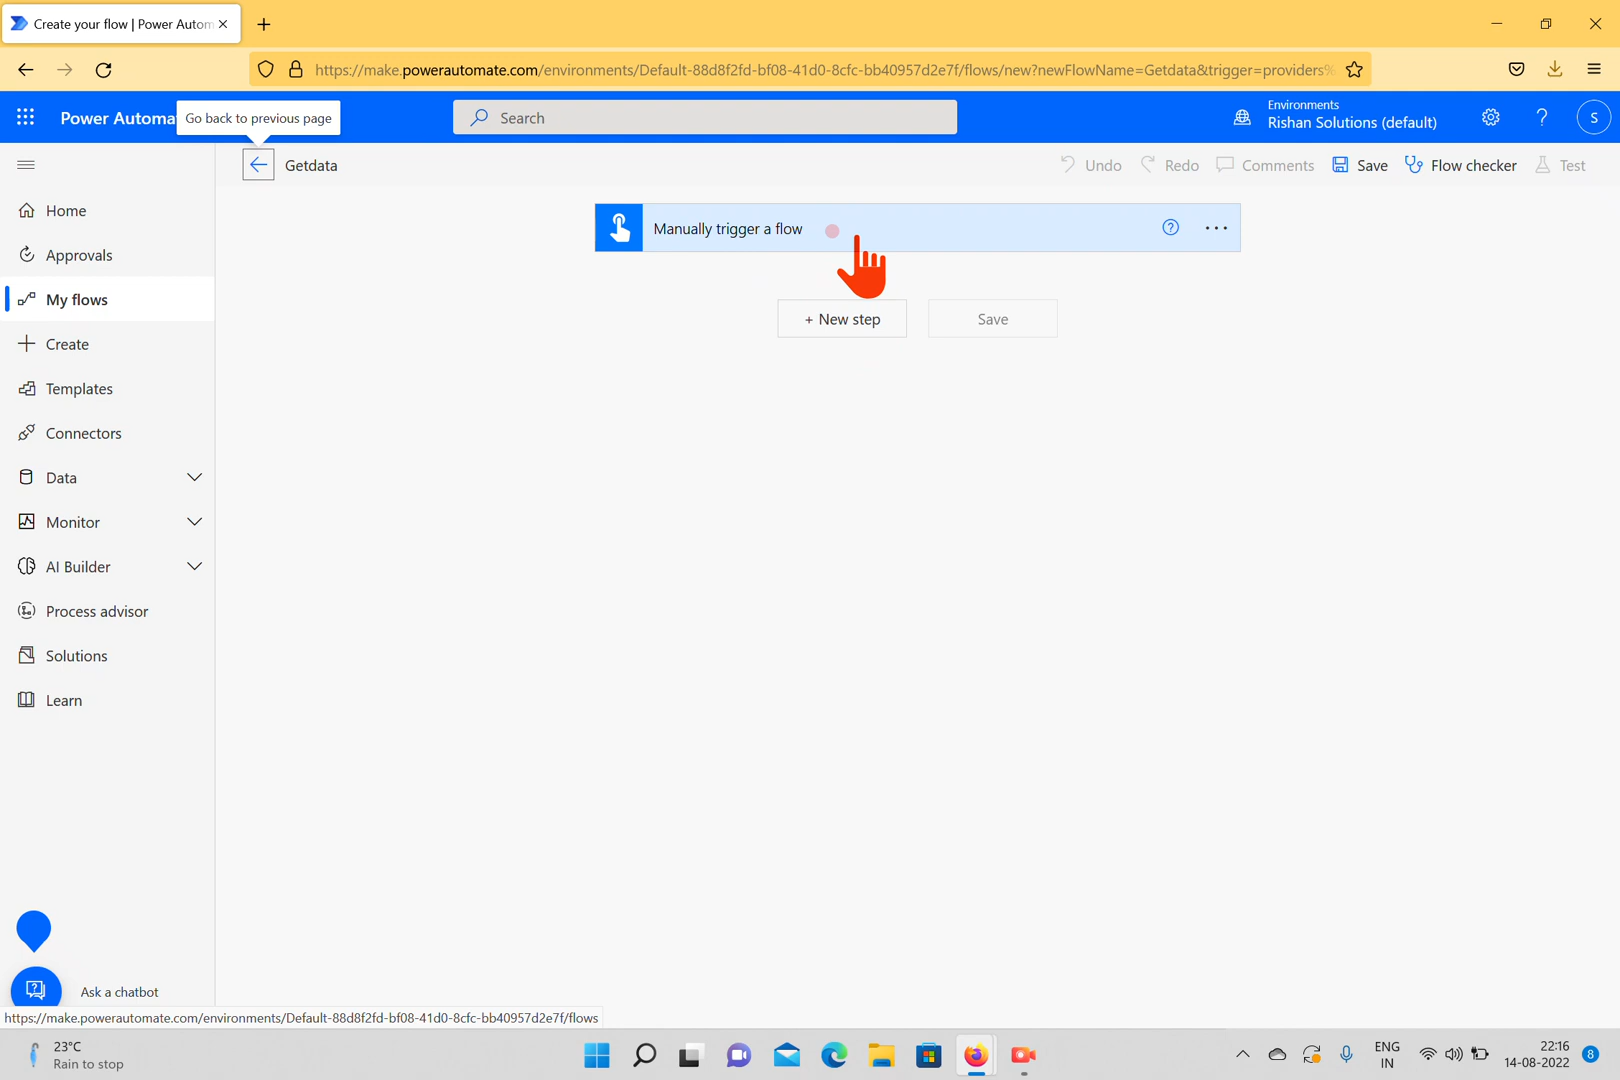 Create your flow | Power Autom
https://make.powerautomate.com/environments/Default-88d8f2fd-bf08-41d0-8cfc-bb40957d2e7f/flows/new?newFlowName=Getdata&trigger=providers%
Power Automa
Go back to previous page
Search
Environments
Rishan Solutions (default)
?
S
Getdata
Undo
Redo
Comments
Save
Flow checker
Test
Home
Approvals
My flows
Create
Templates
Connectors
Data
Monitor
AI Builder
Process advisor
Solutions
Learn
Manually trigger a flow
?
...
+ New step
Save
Ask a chatbot
https://make.powerautomate.com/environments/Default-88d8f2fd-bf08-41d0-8cfc-bb40957d2e7f/flows
23°C
Rain to stop
ENG
IN
22:16
14-08-2022
8